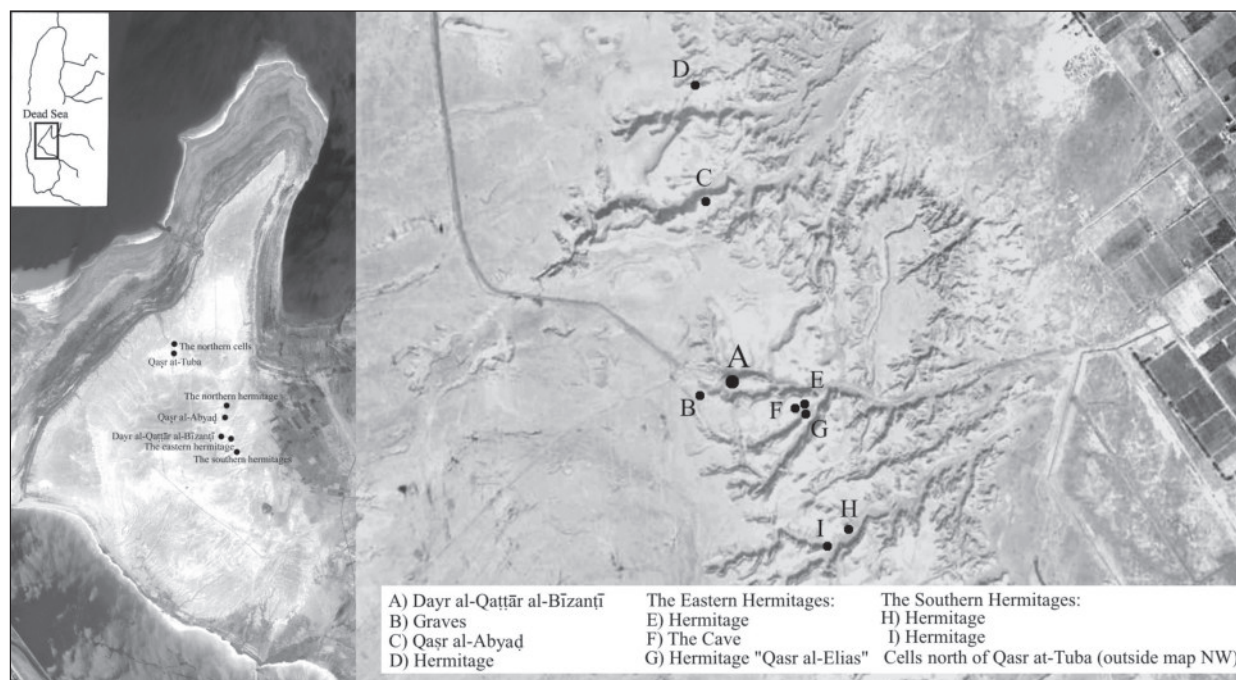 Dead Sea
The northern cells
Qaṣr at-Tuba
The northern hermitage
Qaṣr al-Abyaḍ
Dayr al-Qaṭṭār al-Bīzanṭī
The eastern hermitage
The southern hermitages
D
C
A
B
E
F
G
H
I
A) Dayr al-Qaṭṭār al-Bīzanṭī
B) Graves
C) Qaṣr al-Abyaḍ
D) Hermitage
The Eastern Hermitages:
E) Hermitage
F) The Cave
G) Hermitage "Qasr al-Elias"
The Southern Hermitages:
H) Hermitage
I) Hermitage
Cells north of Qasr at-Tuba (outside map NW)